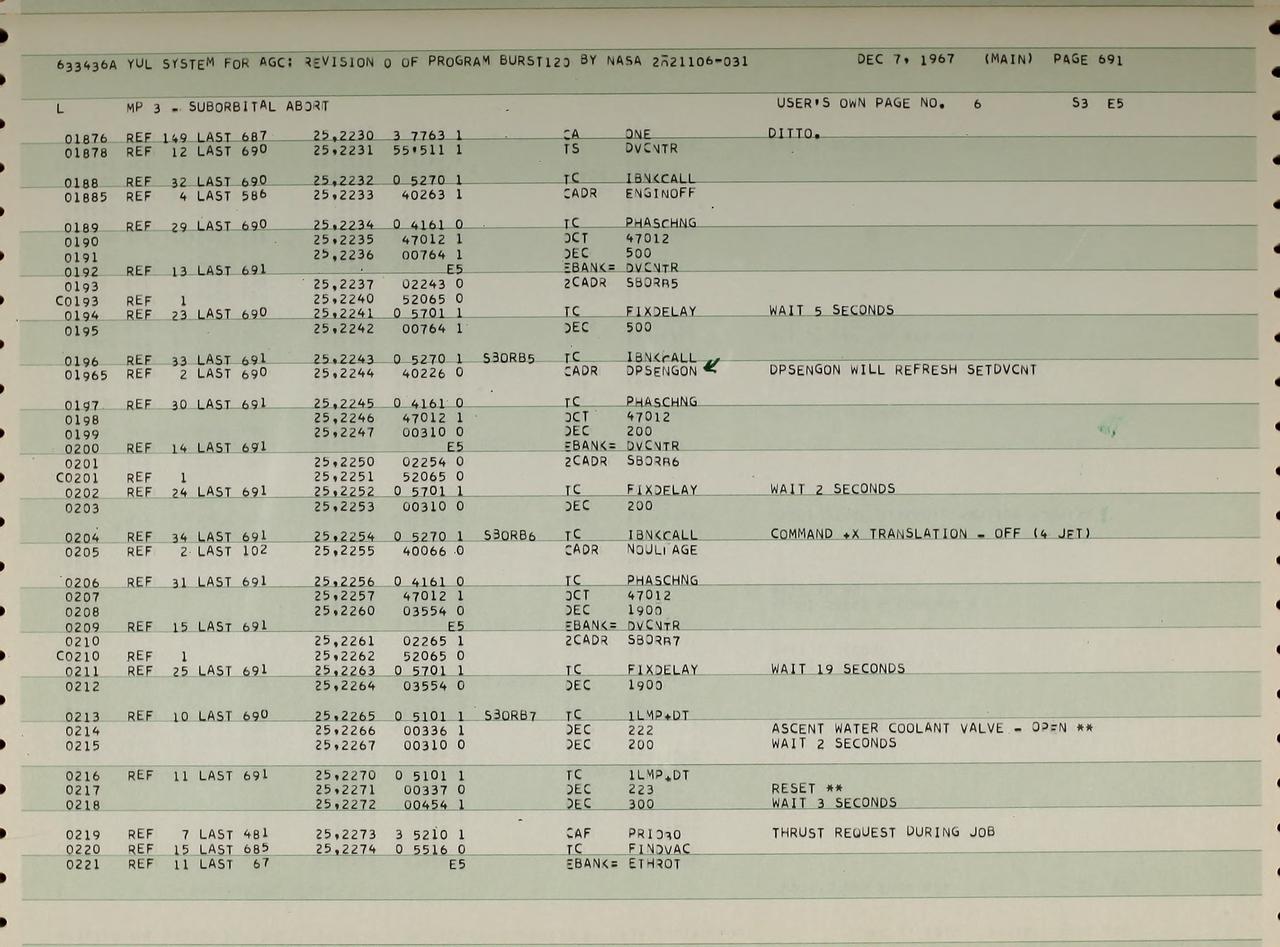 633436A YUL SYSTEM FOR AGC: REVISION 0 OF PROGRAM BURST120 BY NASA 2021106-031 DEC 7, 1967 (MAIN) PAGE 691
L MP 3 - SUBORBITAL ABORT USER'S OWN PAGE NO. 6 S3 E5
01876 REF 149 LAST 687 25,2230 3 7763 1 CA ONE DITTO.
01878 REF 12 LAST 690 25,2231 55'511 1 TS DVCNTR
0188 REF 32 LAST 690 25,2232 0 5270 1 TC IBNKCALL
01885 REF 4 LAST 586 25,2233 40263 1 CADR ENGINOFF
0189 REF 29 LAST 690 25,2234 0 4161 0 TC PHASCHNG
0190 25,2235 47012 1 OCT 47012
0191 25,2236 00764 1 DEC 500
0192 REF 13 LAST 691 E5 EBANK= DVCNTR
0193 25,2237 02243 0 2CADR SBORB5
C0193 REF 1 25,2240 52065 0
0194 REF 23 LAST 690 25,2241 0 5701 1 TC FIXDELAY WAIT 5 SECONDS
0195 25,2242 00764 1 DEC 500
0196 REF 33 LAST 691 25,2243 0 5270 1 SBORB5 TC IBNKCALL
01965 REF 2 LAST 690 25,2244 40226 0 CADR DPSENGON DPSENGON WILL REFRESH SETDVCNT
0197 REF 30 LAST 691 25,2245 0 4161 0 TC PHASCHNG
0198 25,2246 47012 1 OCT 47012
0199 25,2247 00310 0 DEC 200
0200 REF 14 LAST 691 E5 EBANK= DVCNTR
0201 25,2250 02254 0 2CADR SBORB6
C0201 REF 1 25,2251 52065 0
0202 REF 24 LAST 691 25,2252 0 5701 1 TC FIXDELAY WAIT 2 SECONDS
0203 25,2253 00310 0 DEC 200
0204 REF 34 LAST 691 25,2254 0 5270 1 SBORB6 TC IBNKCALL COMMAND +X TRANSLATION - OFF (4 JET)
0205 REF 2 LAST 102 25,2255 40066 0 CADR NOULLAGE
0206 REF 31 LAST 691 25,2256 0 4161 0 TC PHASCHNG
0207 25,2257 47012 1 OCT 47012
0208 25,2260 03554 0 DEC 1900
0209 REF 15 LAST 691 E5 EBANK= DVCNTR
0210 25,2261 02265 1 2CADR SBORB7
C0210 REF 1 25,2262 52065 0
0211 REF 25 LAST 691 25,2263 0 5701 1 TC FIXDELAY WAIT 19 SECONDS
0212 25,2264 03554 0 DEC 1900
0213 REF 10 LAST 690 25,2265 0 5101 1 SBORB7 TC 1LMP+DT
0214 25,2266 00336 1 DEC 222 ASCENT WATER COOLANT VALVE - OPEN **
0215 25,2267 00310 0 DEC 200 WAIT 2 SECONDS
0216 REF 11 LAST 691 25,2270 0 5101 1 TC 1LMP+DT
0217 25,2271 00337 0 DEC 223 RESET **
0218 25,2272 00454 1 DEC 300 WAIT 3 SECONDS
0219 REF 7 LAST 481 25,2273 3 5210 1 CAF PRIO30 THRUST REQUEST DURING JOB
0220 REF 15 LAST 685 25,2274 0 5516 1 TC FINDVAC
0221 REF 11 LAST 67 E5 EBANK= ETHROT